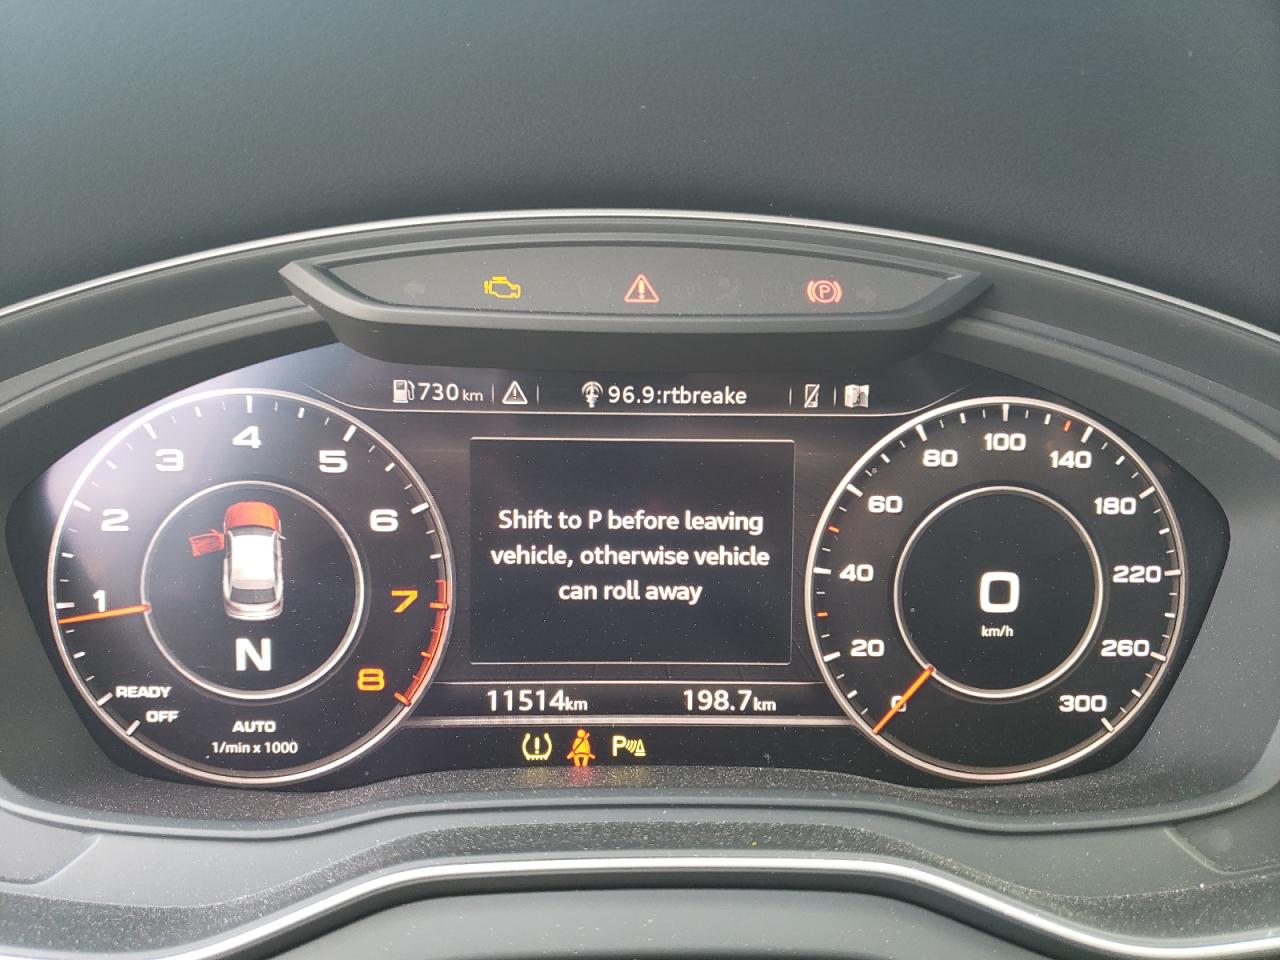 730 km
96.9:rtbreake
1
2
3
4
5
6
7
8
N
READY
OFF
AUTO
1/min x 1000
Shift to P before leaving
vehicle, otherwise vehicle
can roll away
11514km
198.7km
P
P
0
20
40
60
80
100
140
180
220
260
300
0
km/h